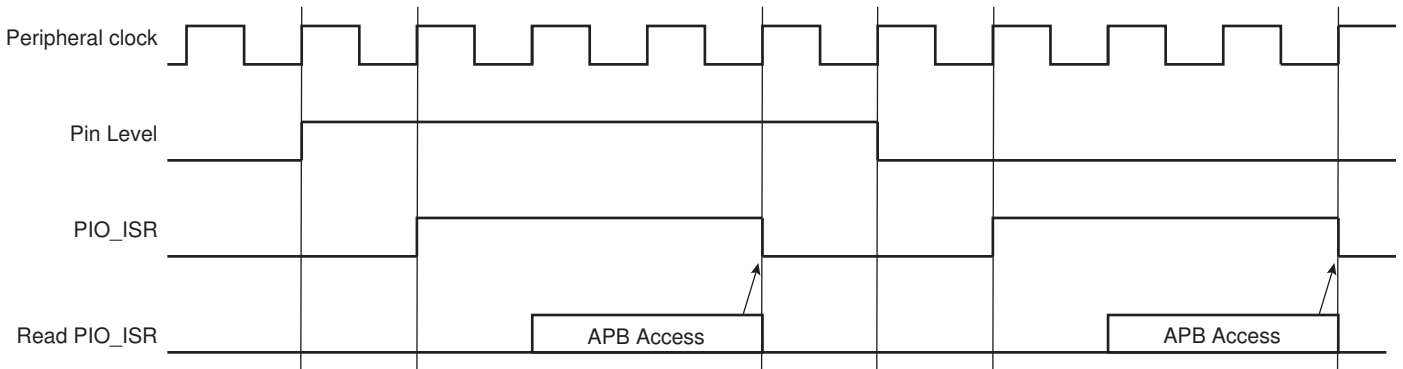 Peripheral clock
Pin Level
PIO_ISR
Read PIO_ISR
APB Access
APB Access